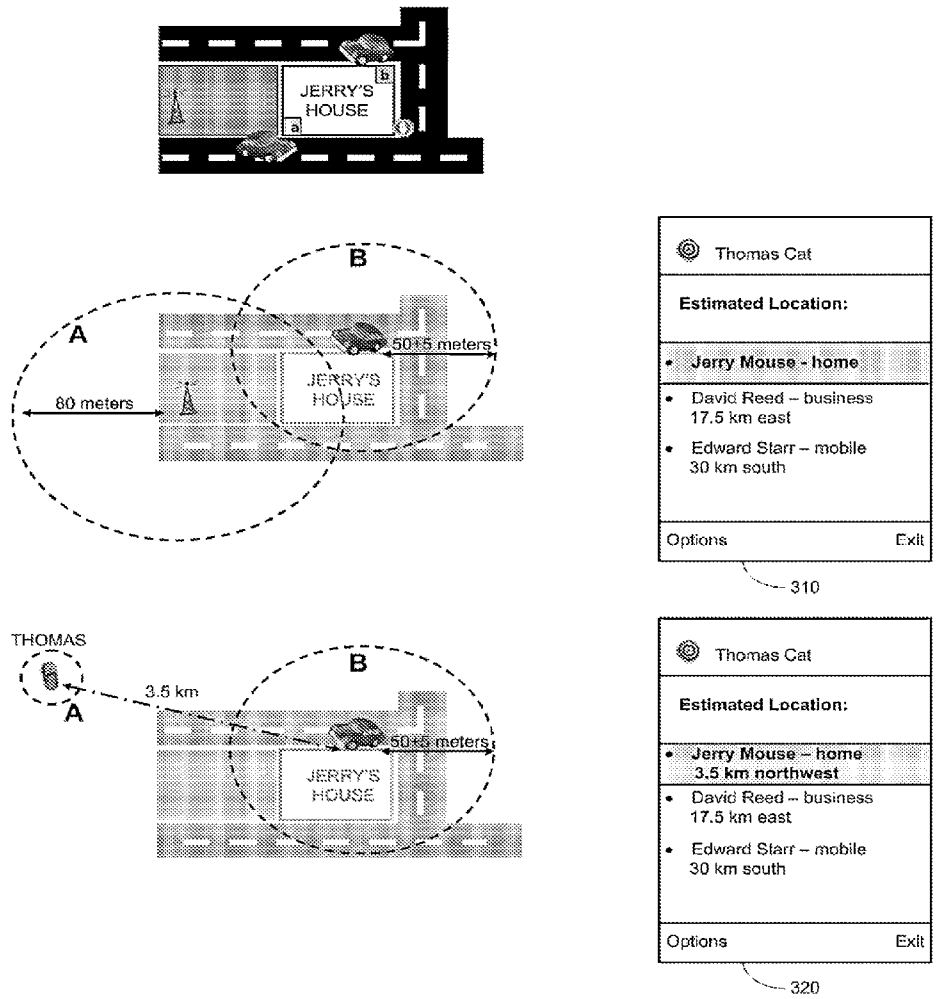 JERRY'S
HOUSE
b
a
A
B
80 meters
50+5 meters
JERRY'S
HOUSE
Thomas Cat
Estimated Location:
• Jerry Mouse - home
• David Reed – business
17.5 km east
• Edward Starr – mobile
30 km south
Options Exit
310
THOMAS
A
3.5 km
B
50+5 meters
JERRY'S
HOUSE
Thomas Cat
Estimated Location:
• Jerry Mouse – home
3.5 km northwest
• David Reed – business
17.5 km east
• Edward Starr – mobile
30 km south
Options Exit
320